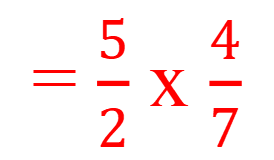 = 5/2 x 4/7